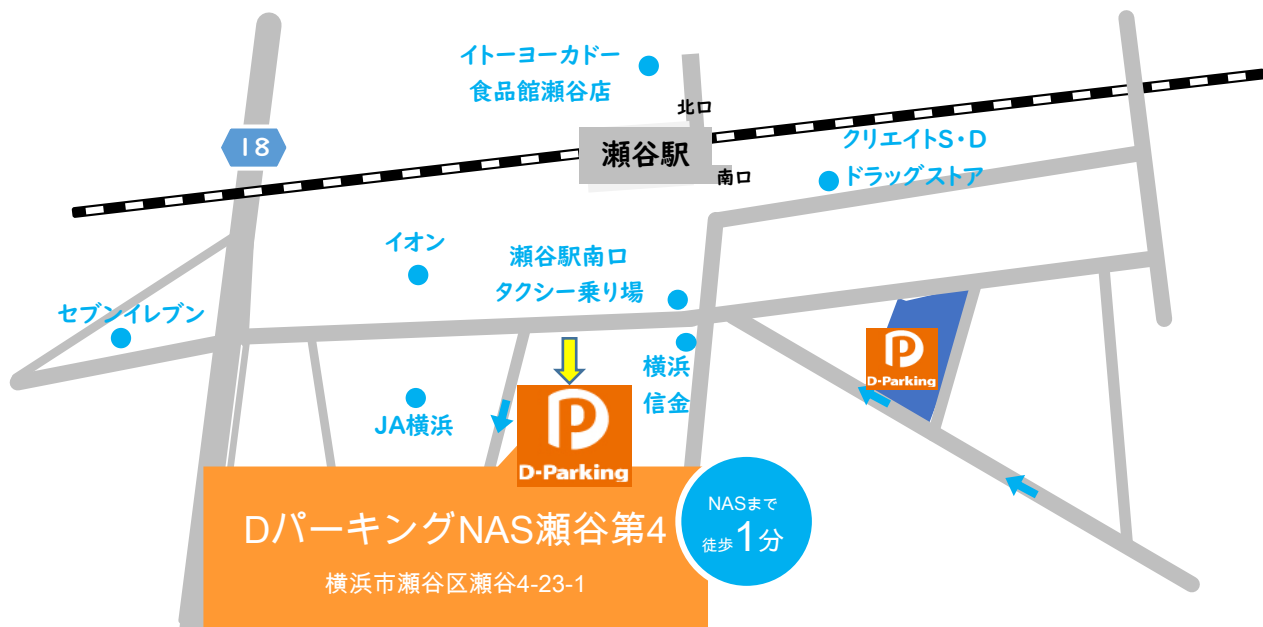 イトーヨーカドー
食品館瀬谷店
北口
18
瀬谷駅
南口
クリエイトS・D
ドラッグストア
イオン
瀬谷駅南口
タクシー乗り場
セブンイレブン
横浜
信金
JA横浜
P
D-Parking
P
D-Parking
DパーキングNAS瀬谷第4
横浜市瀬谷区瀬谷4-23-1
NASまで
徒歩1分